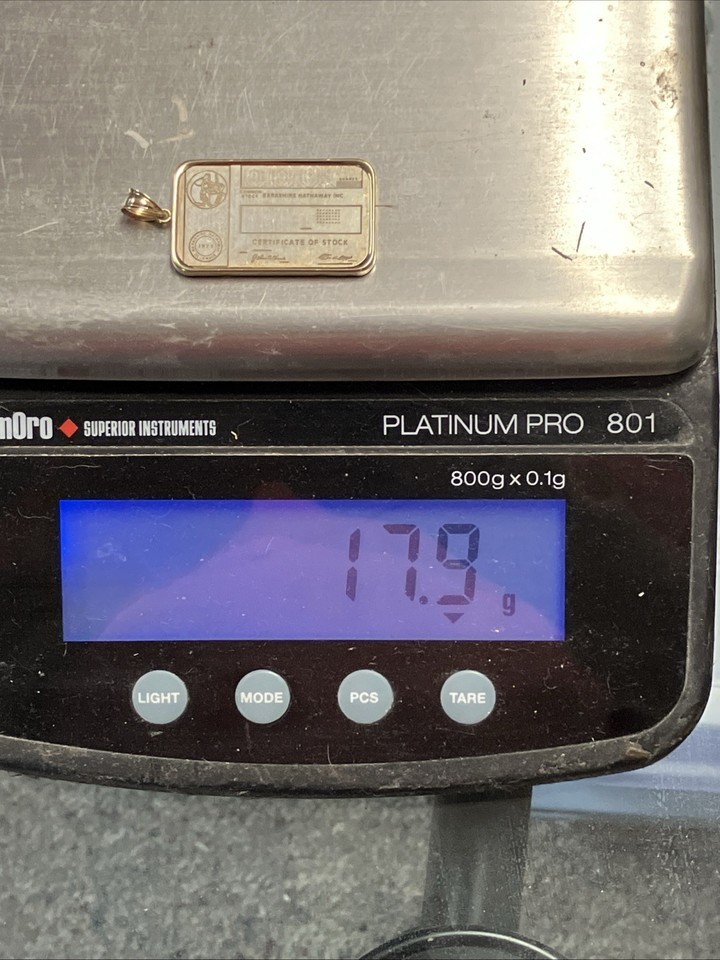 BERKSHIRE HATHAWAY INC.
CERTIFICATE OF STOCK
mOro SUPERIOR INSTRUMENTS
PLATINUM PRO 801
800g x 0.1g
17.9 g
LIGHT
MODE
PCS
TARE